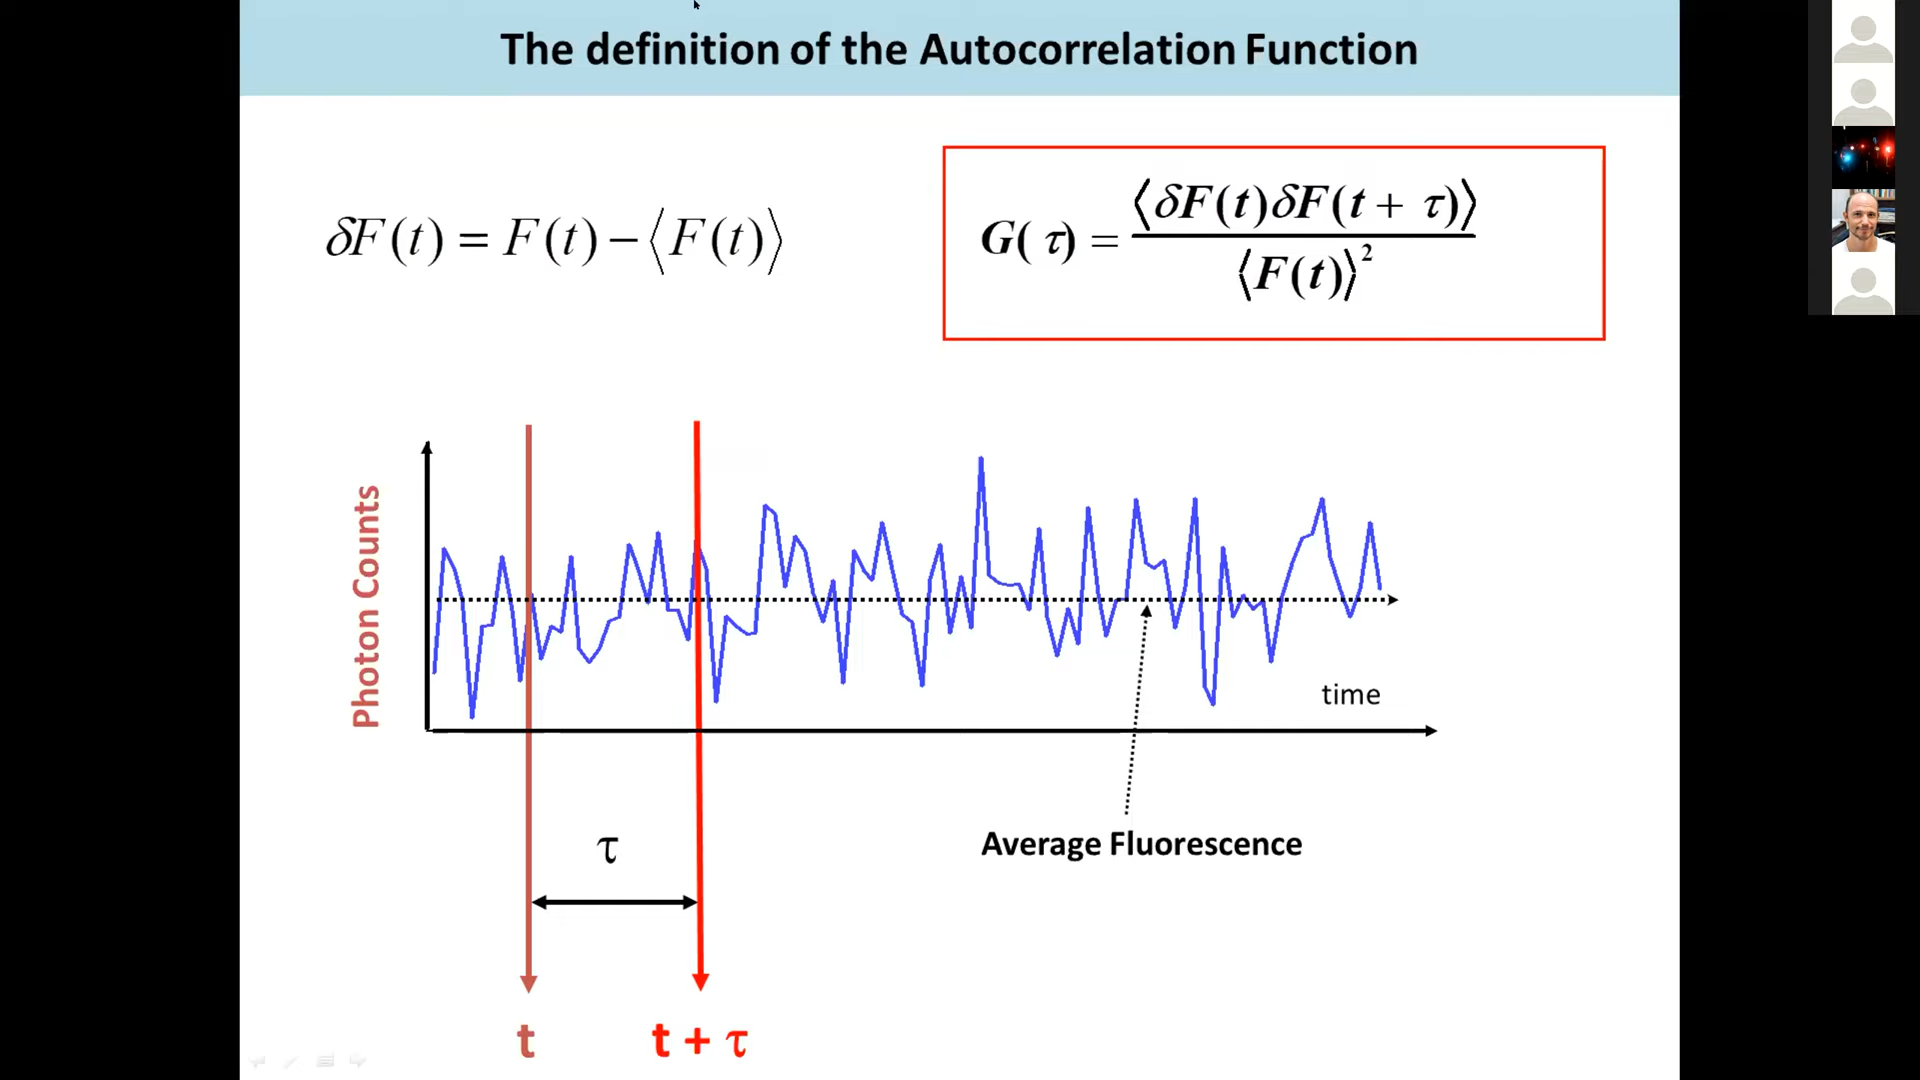 The definition of the Autocorrelation Function
δF(t) = F(t) − ⟨F(t)⟩
G(τ) = ⟨δF(t)δF(t + τ)⟩ / ⟨F(t)⟩²
Photon Counts
time
τ
Average Fluorescence
t
t + τ